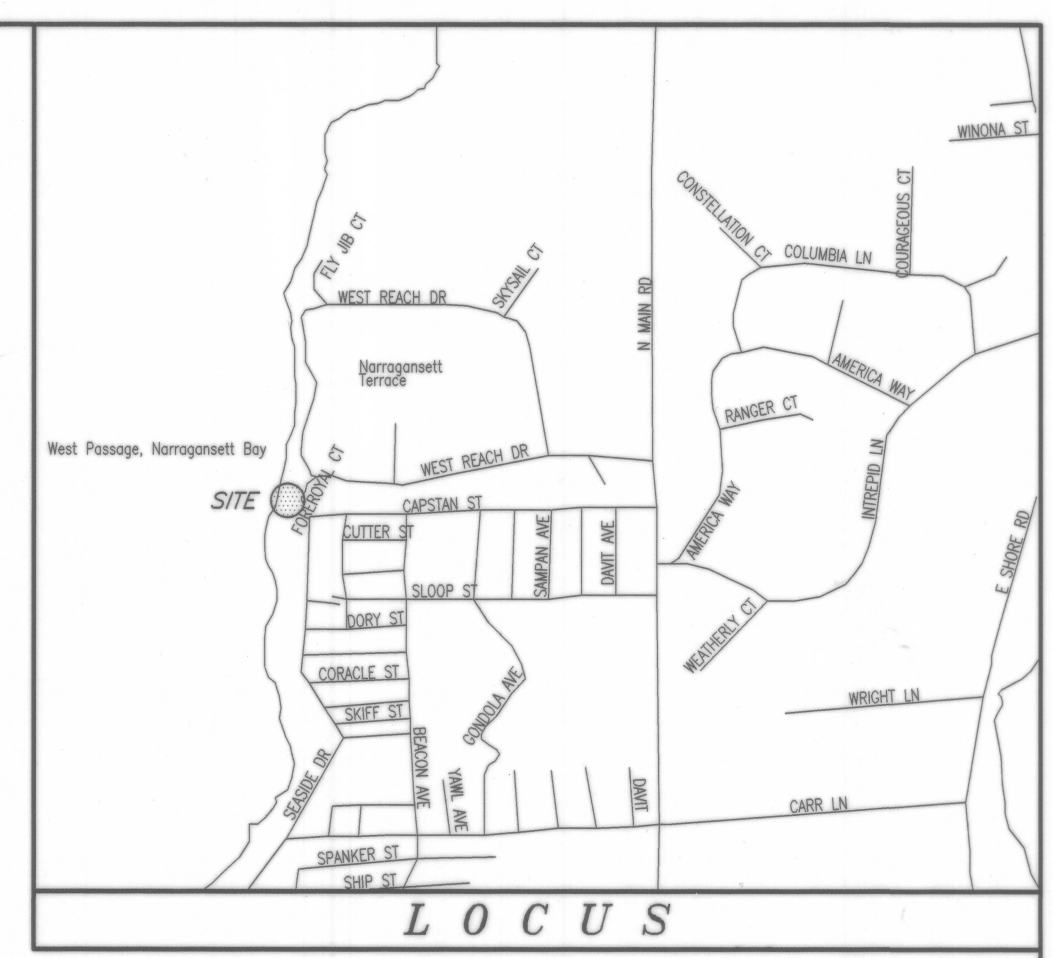 WINONA ST
CONSTELLATION CT
COURAGEOUS CT
COLUMBIA LN
FLY JIB CT
SKYSAIL CT
WEST REACH DR
N MAIN RD
Narragansett
Terrace
AMERICA WAY
RANGER CT
West Passage, Narragansett Bay
WEST REACH DR
INTREPID LN
SITE
FOREROYAL CT
CAPSTAN ST
AMERICA WAY
E SHORE RD
CUTTER ST
SAMPAN AVE
DAVIT AVE
SLOOP ST
DORY ST
WEATHERLY CT
CORACLE ST
GONDOLA AVE
WRIGHT LN
SKIFF ST
BEACON AVE
SEASIDE DR
YAWL AVE
DAVIT
CARR LN
SPANKER ST
SHIP ST
LOCUS